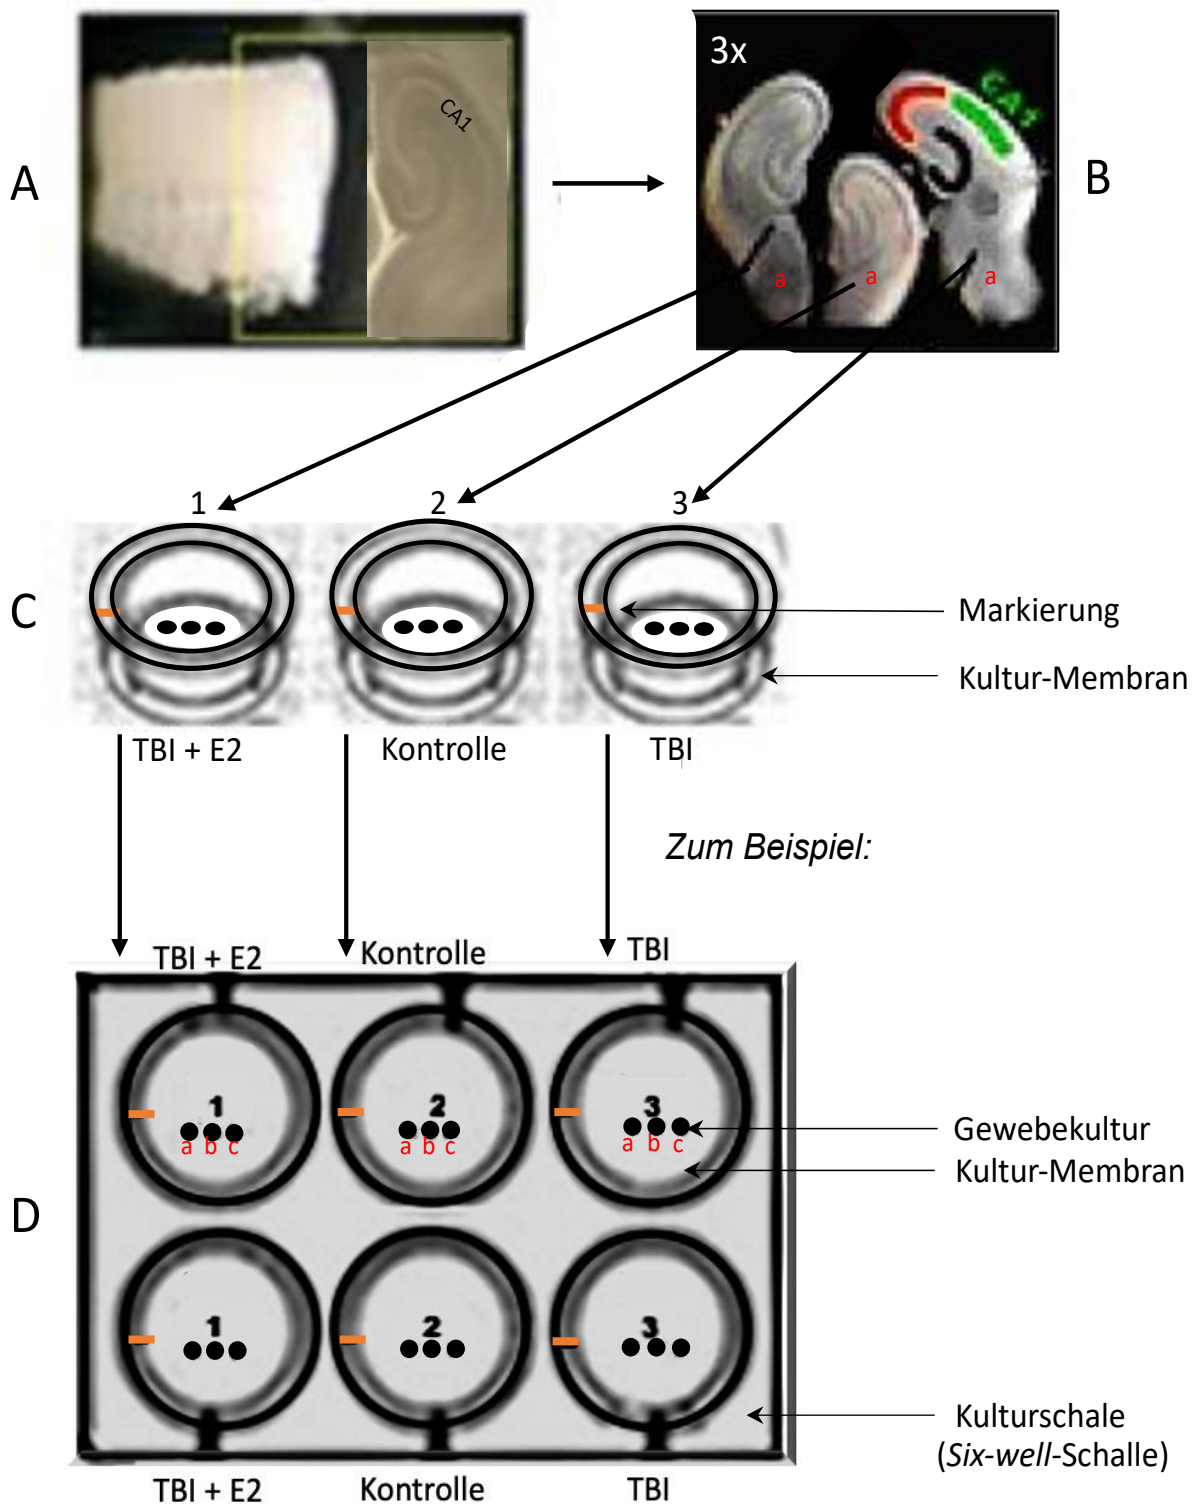 A
CA1
3x
CA1
B
a
a
a
1
2
3
C
Markierung
Kultur-Membran
TBI + E2
Kontrolle
TBI
Zum Beispiel:
TBI + E2
Kontrolle
TBI
1
2
3
a b c
a b c
a b c
Gewebekultur
Kultur-Membran
D
1
2
3
Kulturschale
(Six-well-Schalle)
TBI + E2
Kontrolle
TBI